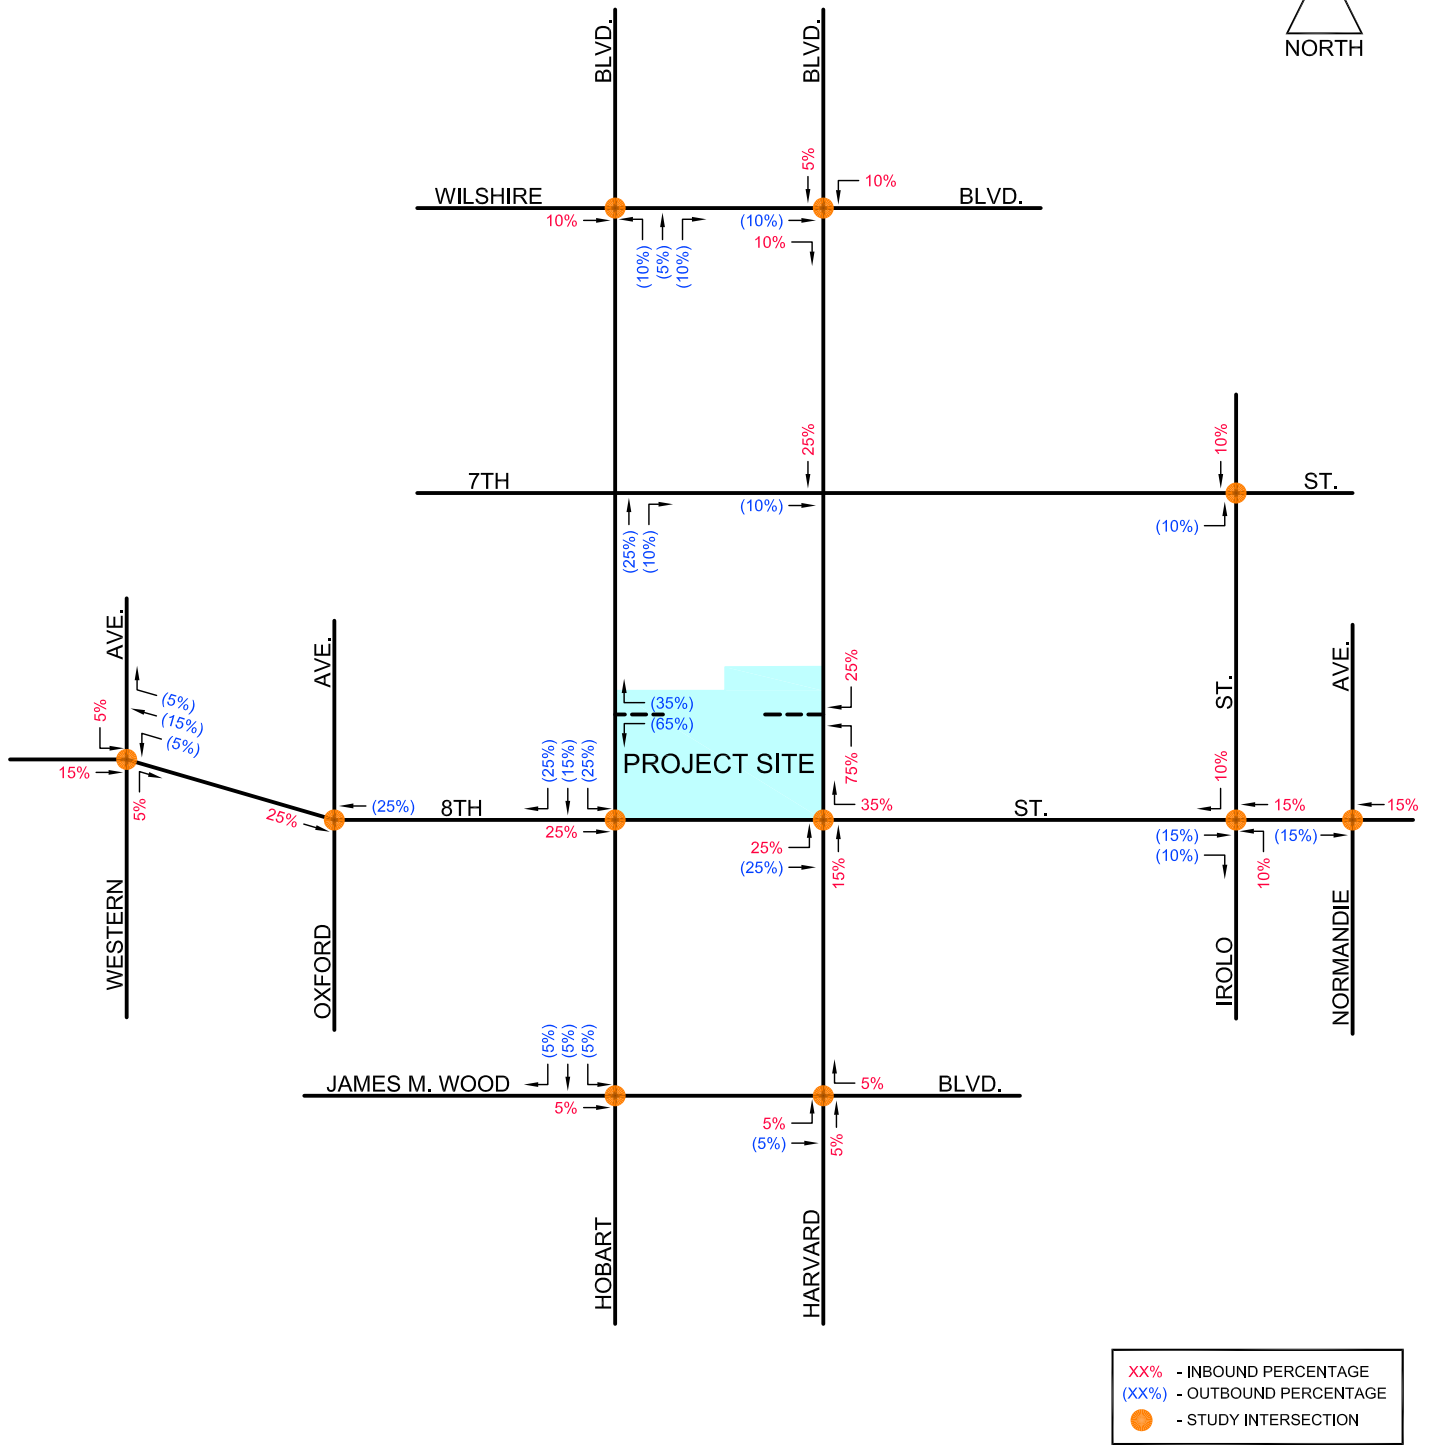 BLVD.
BLVD.
NORTH
5%
10%
WILSHIRE
BLVD.
10%
(10%)
10%
(10%)
(5%)
(10%)
25%
10%
7TH
ST.
(10%)
(10%)
(25%)
(10%)
AVE.
AVE.
ST.
AVE.
25%
(5%)
(15%)
(5%)
5%
(35%)
(65%)
PROJECT SITE
75%
15%
5%
25%
(25%)
8TH
(25%)
(15%)
(25%)
25%
35%
ST.
10%
15%
15%
25%
(25%)
15%
(15%)
(10%)
10%
(15%)
WESTERN
OXFORD
IROLO
NORMANDIE
(5%)
(5%)
(5%)
JAMES M. WOOD
5%
BLVD.
5%
5%
(5%)
5%
HOBART
HARVARD
XX% - INBOUND PERCENTAGE
(XX%) - OUTBOUND PERCENTAGE
- STUDY INTERSECTION